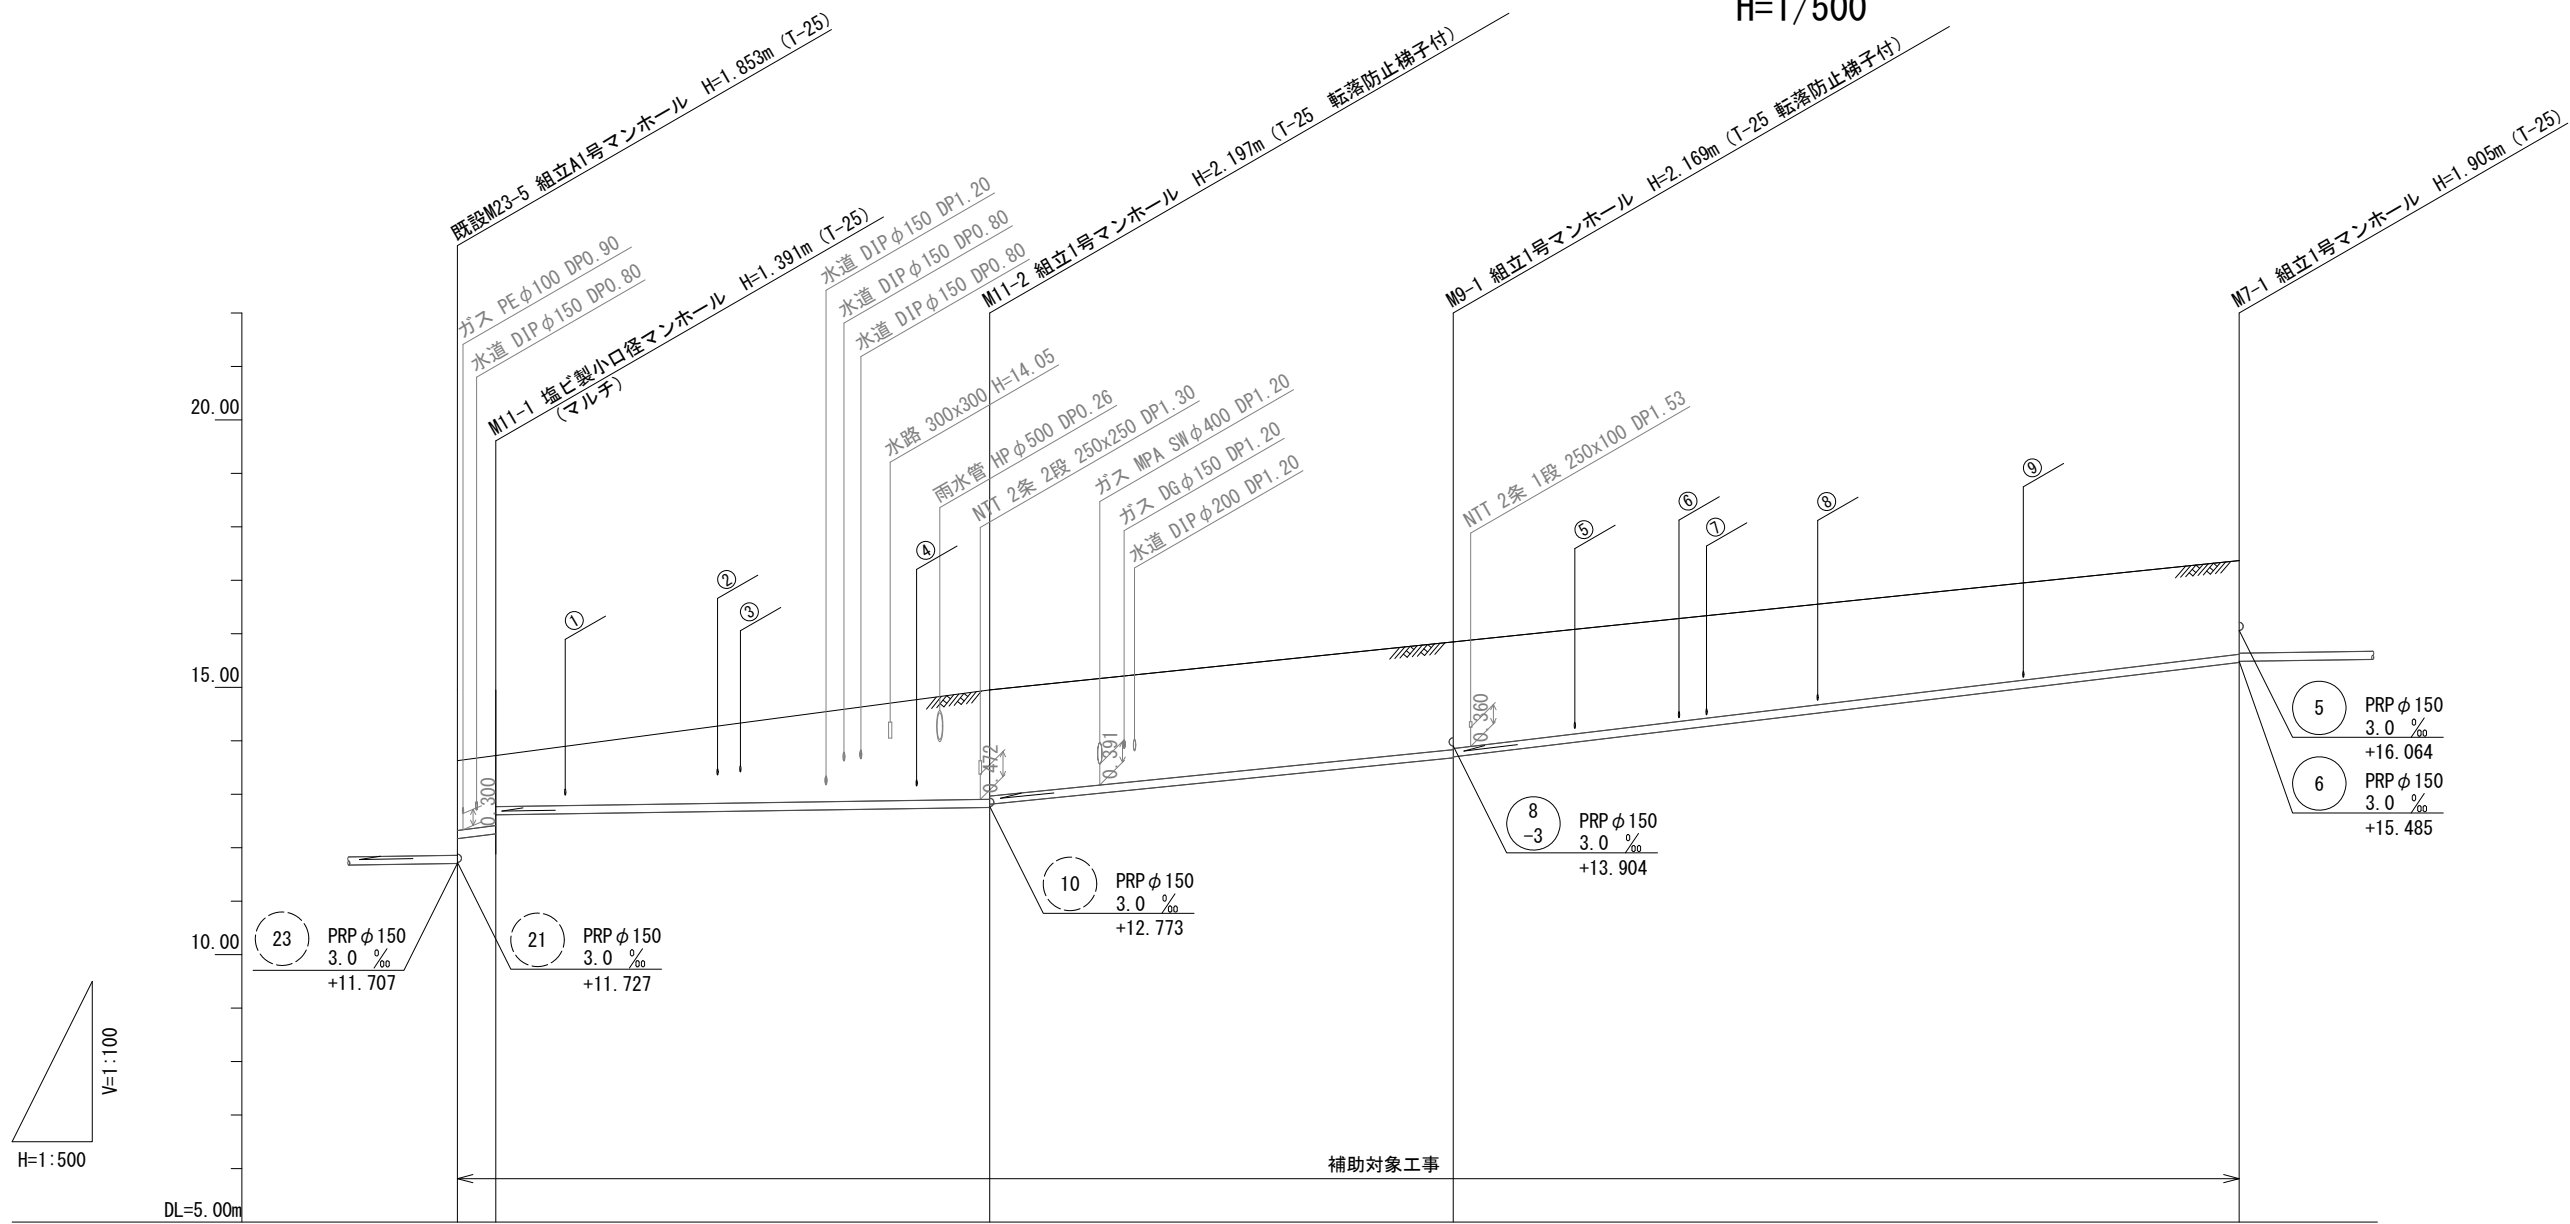 H=1/500
既設M23-5 組立A1号マンホール H=1.853m (T-25)
ガス PEφ100 DP0.90
水道 DIPφ150 DP0.80
M11-1 塩ビ製小口径マンホール H=1.391m (T-25)
(マルチ)
水道 DIPφ150 DP1.20
水道 DIPφ150 DP0.80
水道 DIPφ150 DP0.80
水路 300x300 H=14.05
雨水管 HPφ500 DP0.26
NTT 2条 2段 250x250 DP1.30
M11-2 組立1号マンホール H=2.197m (T-25 転落防止梯子付)
ガス MPA SWφ400 DP1.20
ガス DGφ150 DP1.20
水道 DIPφ200 DP1.20
M9-1 組立1号マンホール H=2.169m (T-25 転落防止梯子付)
NTT 2条 1段 250x100 DP1.53
M7-1 組立1号マンホール H=1.905m (T-25)
20.00
15.00
10.00
DL=5.00m
①
②
③
④
⑤
⑥
⑦
⑧
⑨
0.300
0.472
0.391
0.360
23
PRPφ150
3.0 ‰
+11.707
21
PRPφ150
3.0 ‰
+11.727
10
PRPφ150
3.0 ‰
+12.773
8
-3
PRPφ150
3.0 ‰
+13.904
5
PRPφ150
3.0 ‰
+16.064
6
PRPφ150
3.0 ‰
+15.485
V=1:100
H=1:500
補助対象工事